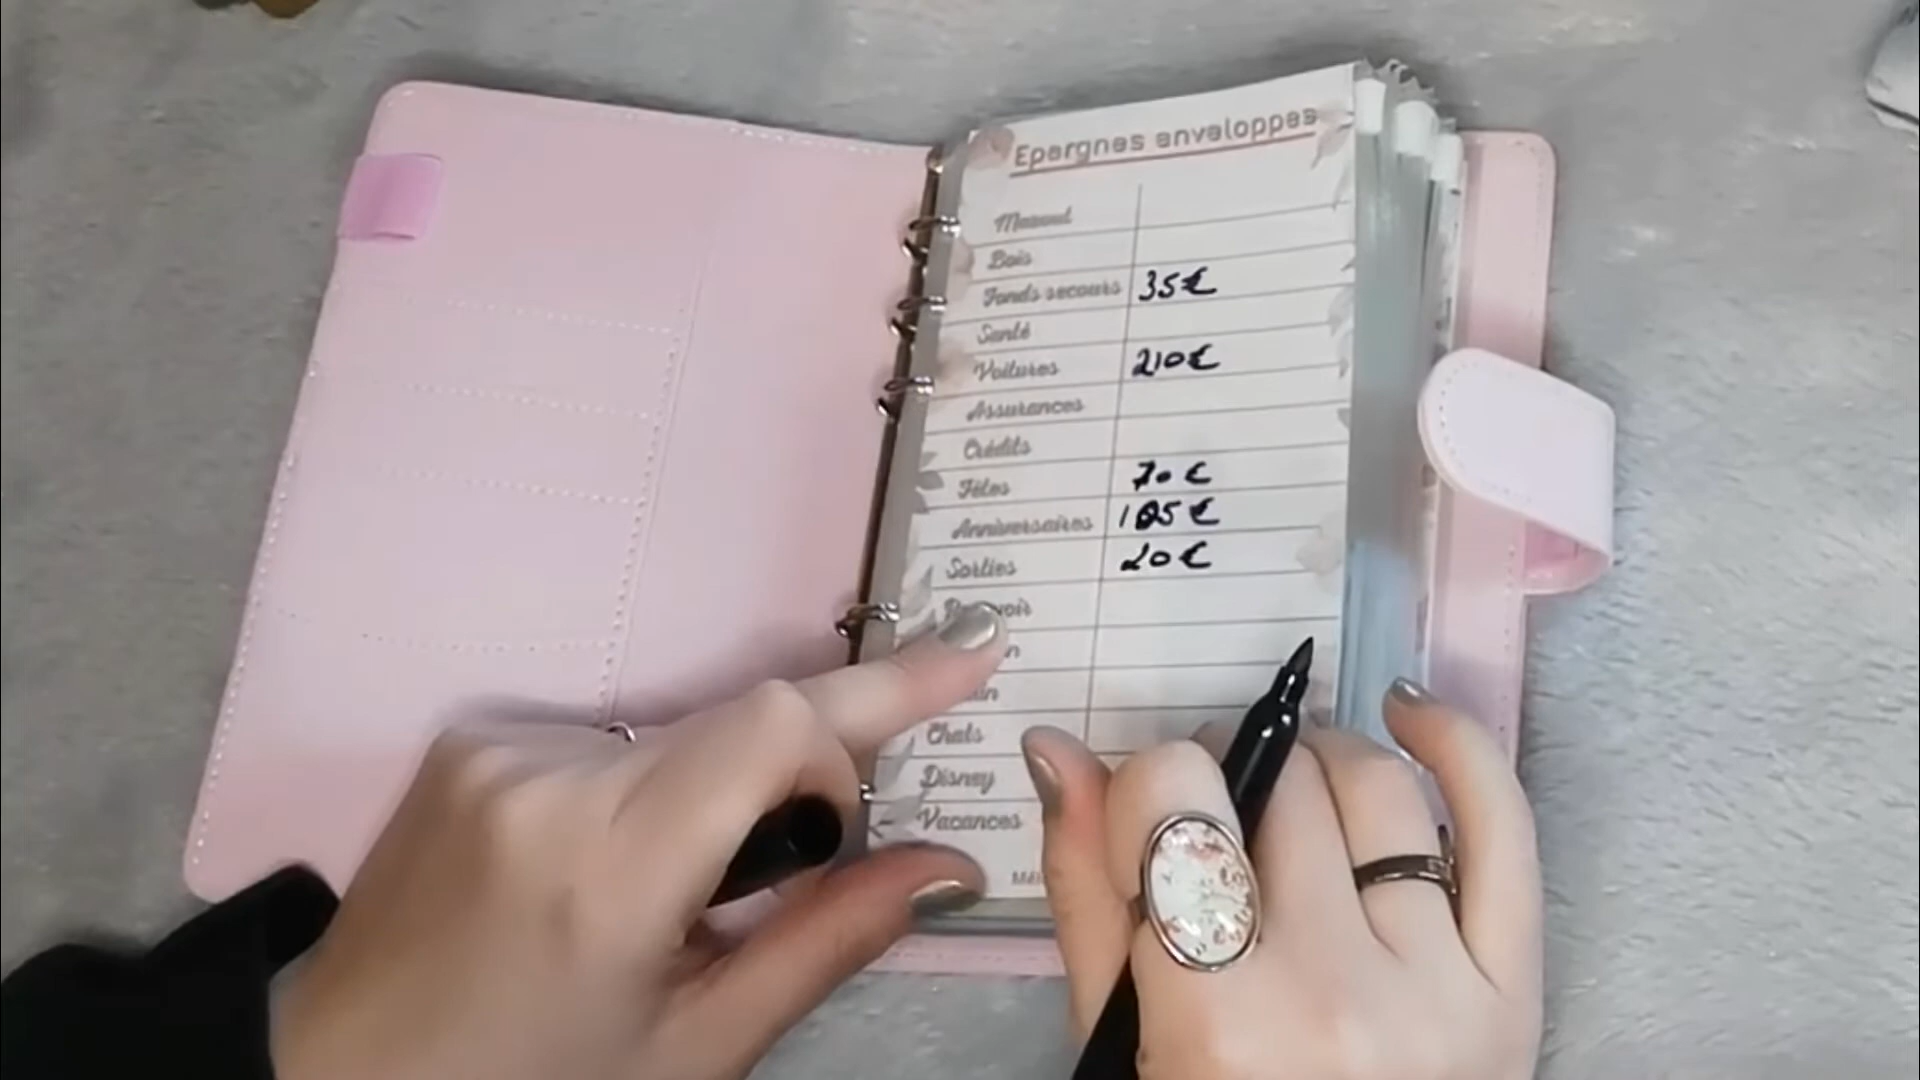 Epargnes enveloppes
Mazout
Bois
Fonds secours 35€
Santé
Voitures 210€
Assurances
Crédits
Fêtes 70€
Anniversaires 105€
Sorties 20€
Chats
Disney
Vacances